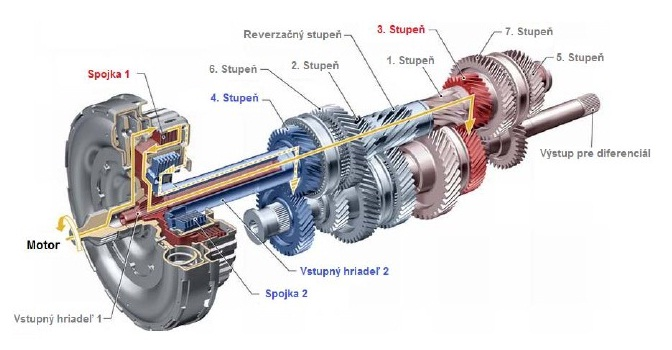 3. Stupeň
Reverzačný stupeň
7. Stupeň
1. Stupeň
5. Stupeň
2. Stupeň
6. Stupeň
Spojka 1
4. Stupeň
Výstup pre diferenciál
Motor
Vstupný hriadeľ 2
Spojka 2
Vstupný hriadeľ 1